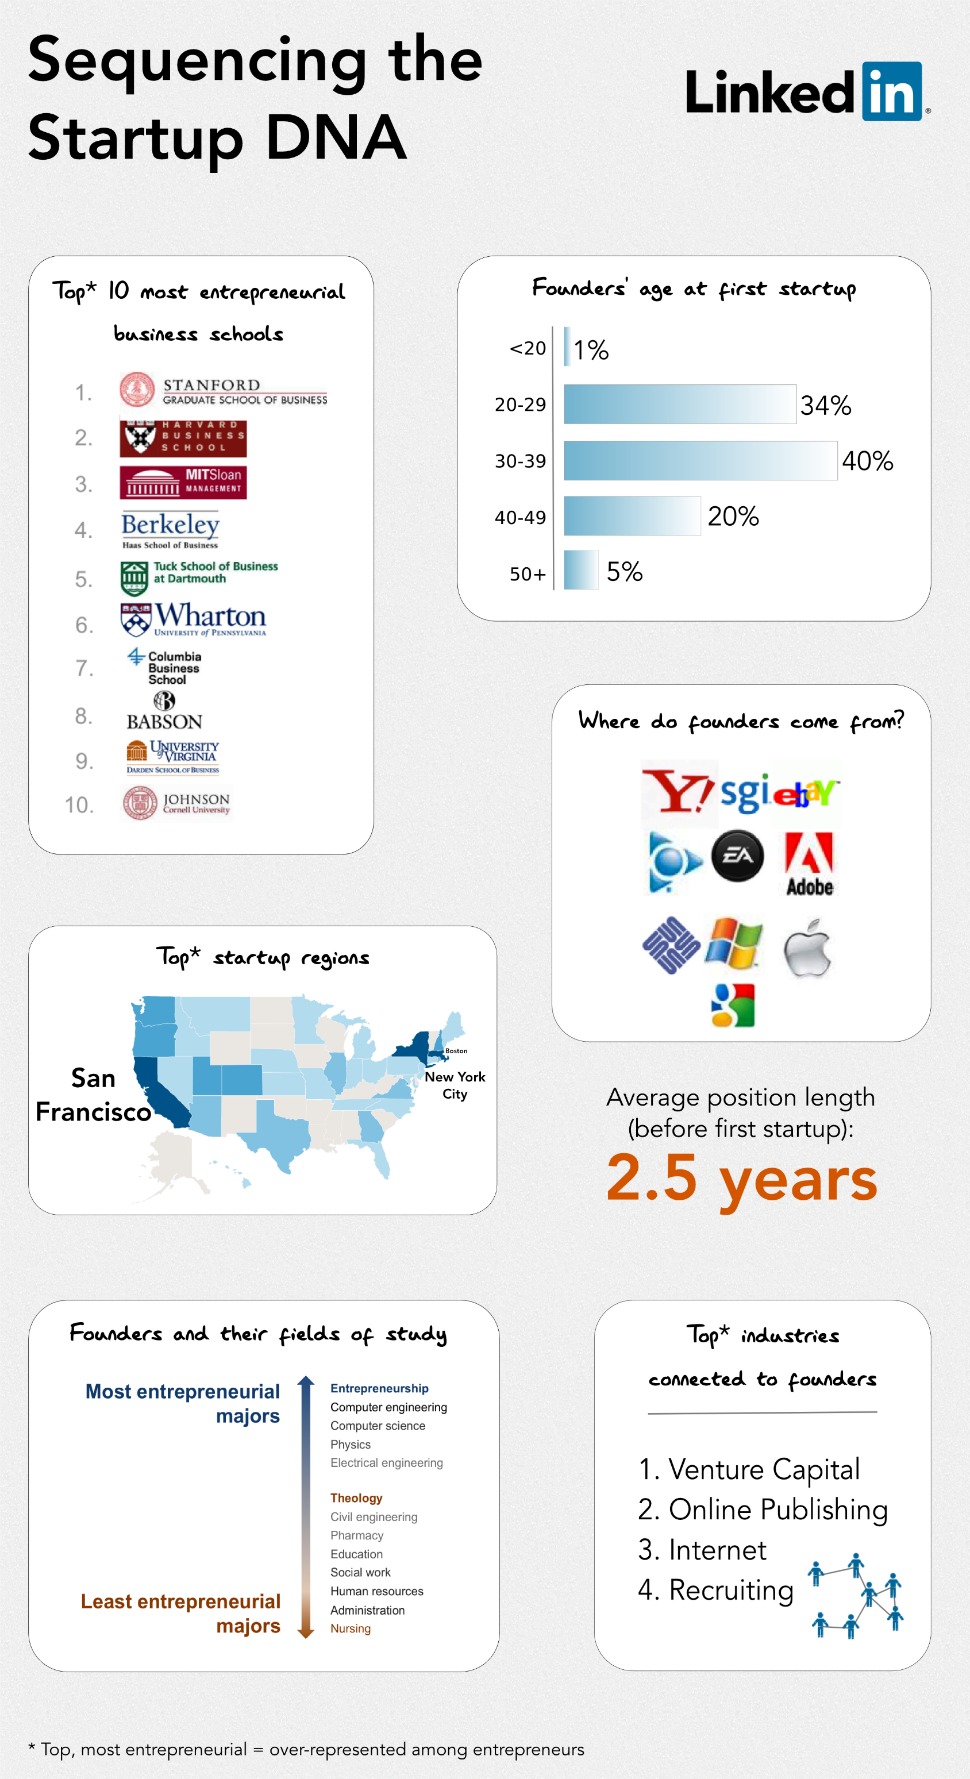 Sequencing the
Startup DNA
Linked in®
Top* 10 most entrepreneurial
business schools
1. STANFORD
GRADUATE SCHOOL OF BUSINESS
2. HARVARD
BUSINESS
SCHOOL
3. MITSloan
MANAGEMENT
4. Berkeley
Haas School of Business
5. Tuck School of Business
at Dartmouth
6. Wharton
UNIVERSITY of PENNSYLVANIA
7. Columbia
Business
School
8. BABSON
9. UNIVERSITY
of VIRGINIA
DARDEN SCHOOL OF BUSINESS
10. JOHNSON
Cornell University
Founders' age at first startup
<20 1%
20-29 34%
30-39 40%
40-49 20%
50+ 5%
Where do founders come from?
Y! sgi ebaY
EA
Adobe
Top* startup regions
San
Francisco
Boston
New York
City
Average position length
(before first startup):
2.5 years
Founders and their fields of study
Most entrepreneurial
majors
Entrepreneurship
Computer engineering
Computer science
Physics
Electrical engineering
Theology
Civil engineering
Pharmacy
Education
Social work
Human resources
Administration
Nursing
Least entrepreneurial
majors
Top* industries
connected to founders
1. Venture Capital
2. Online Publishing
3. Internet
4. Recruiting
* Top, most entrepreneurial = over-represented among entrepreneurs